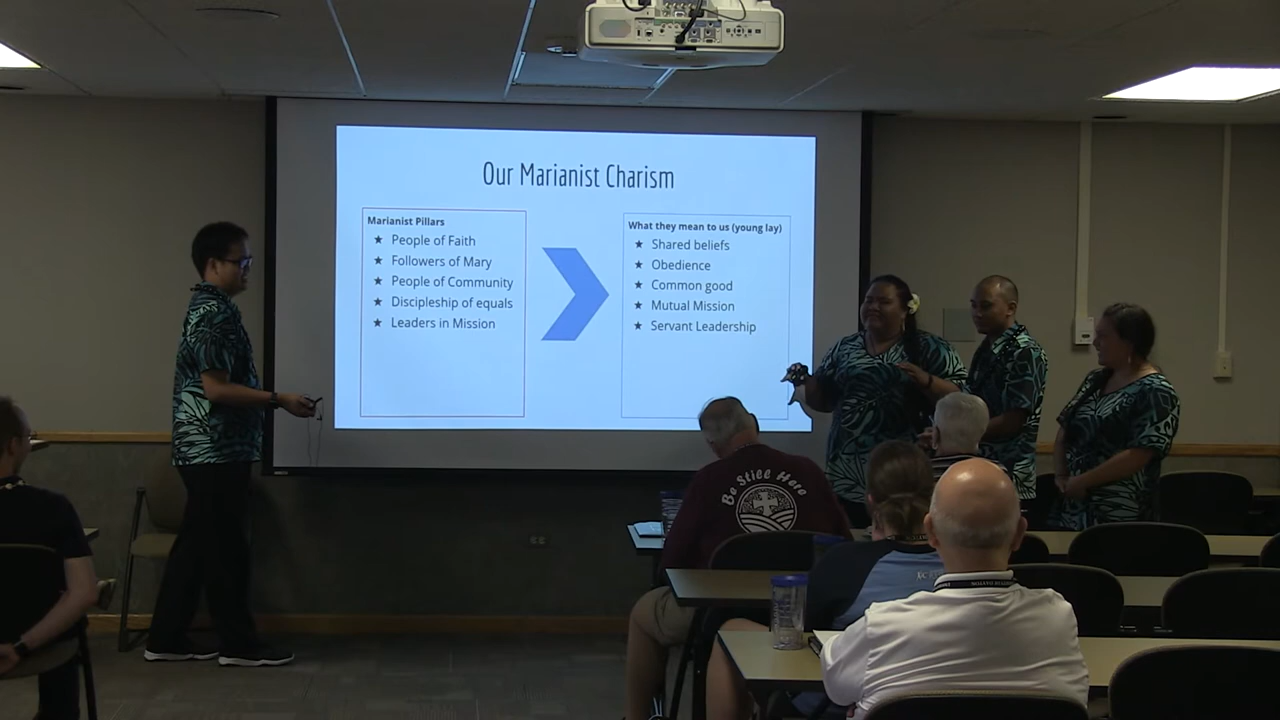 Our Marianist Charism
Marianist Pillars
★ People of Faith
★ Followers of Mary
★ People of Community
★ Discipleship of equals
★ Leaders in Mission
What they mean to us (young lay)
★ Shared beliefs
★ Obedience
★ Common good
★ Mutual Mission
★ Servant Leadership
Be Still Here